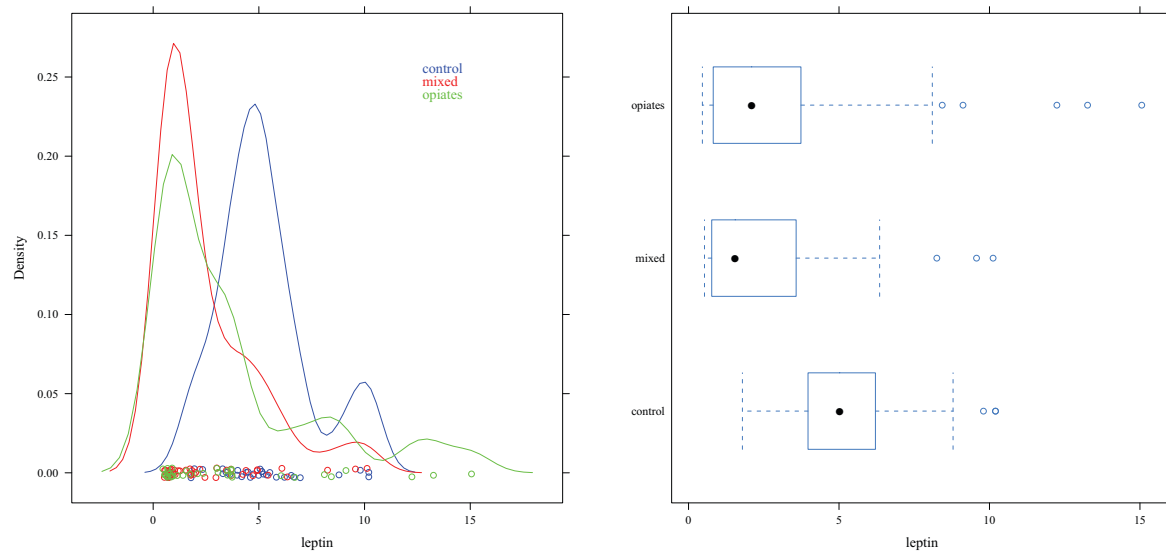 0.25
0.20
0.15
0.10
0.05
0.00
Density
control
mixed
opiates
0 5 10 15
leptin
opiates
mixed
control
0 5 10 15
leptin